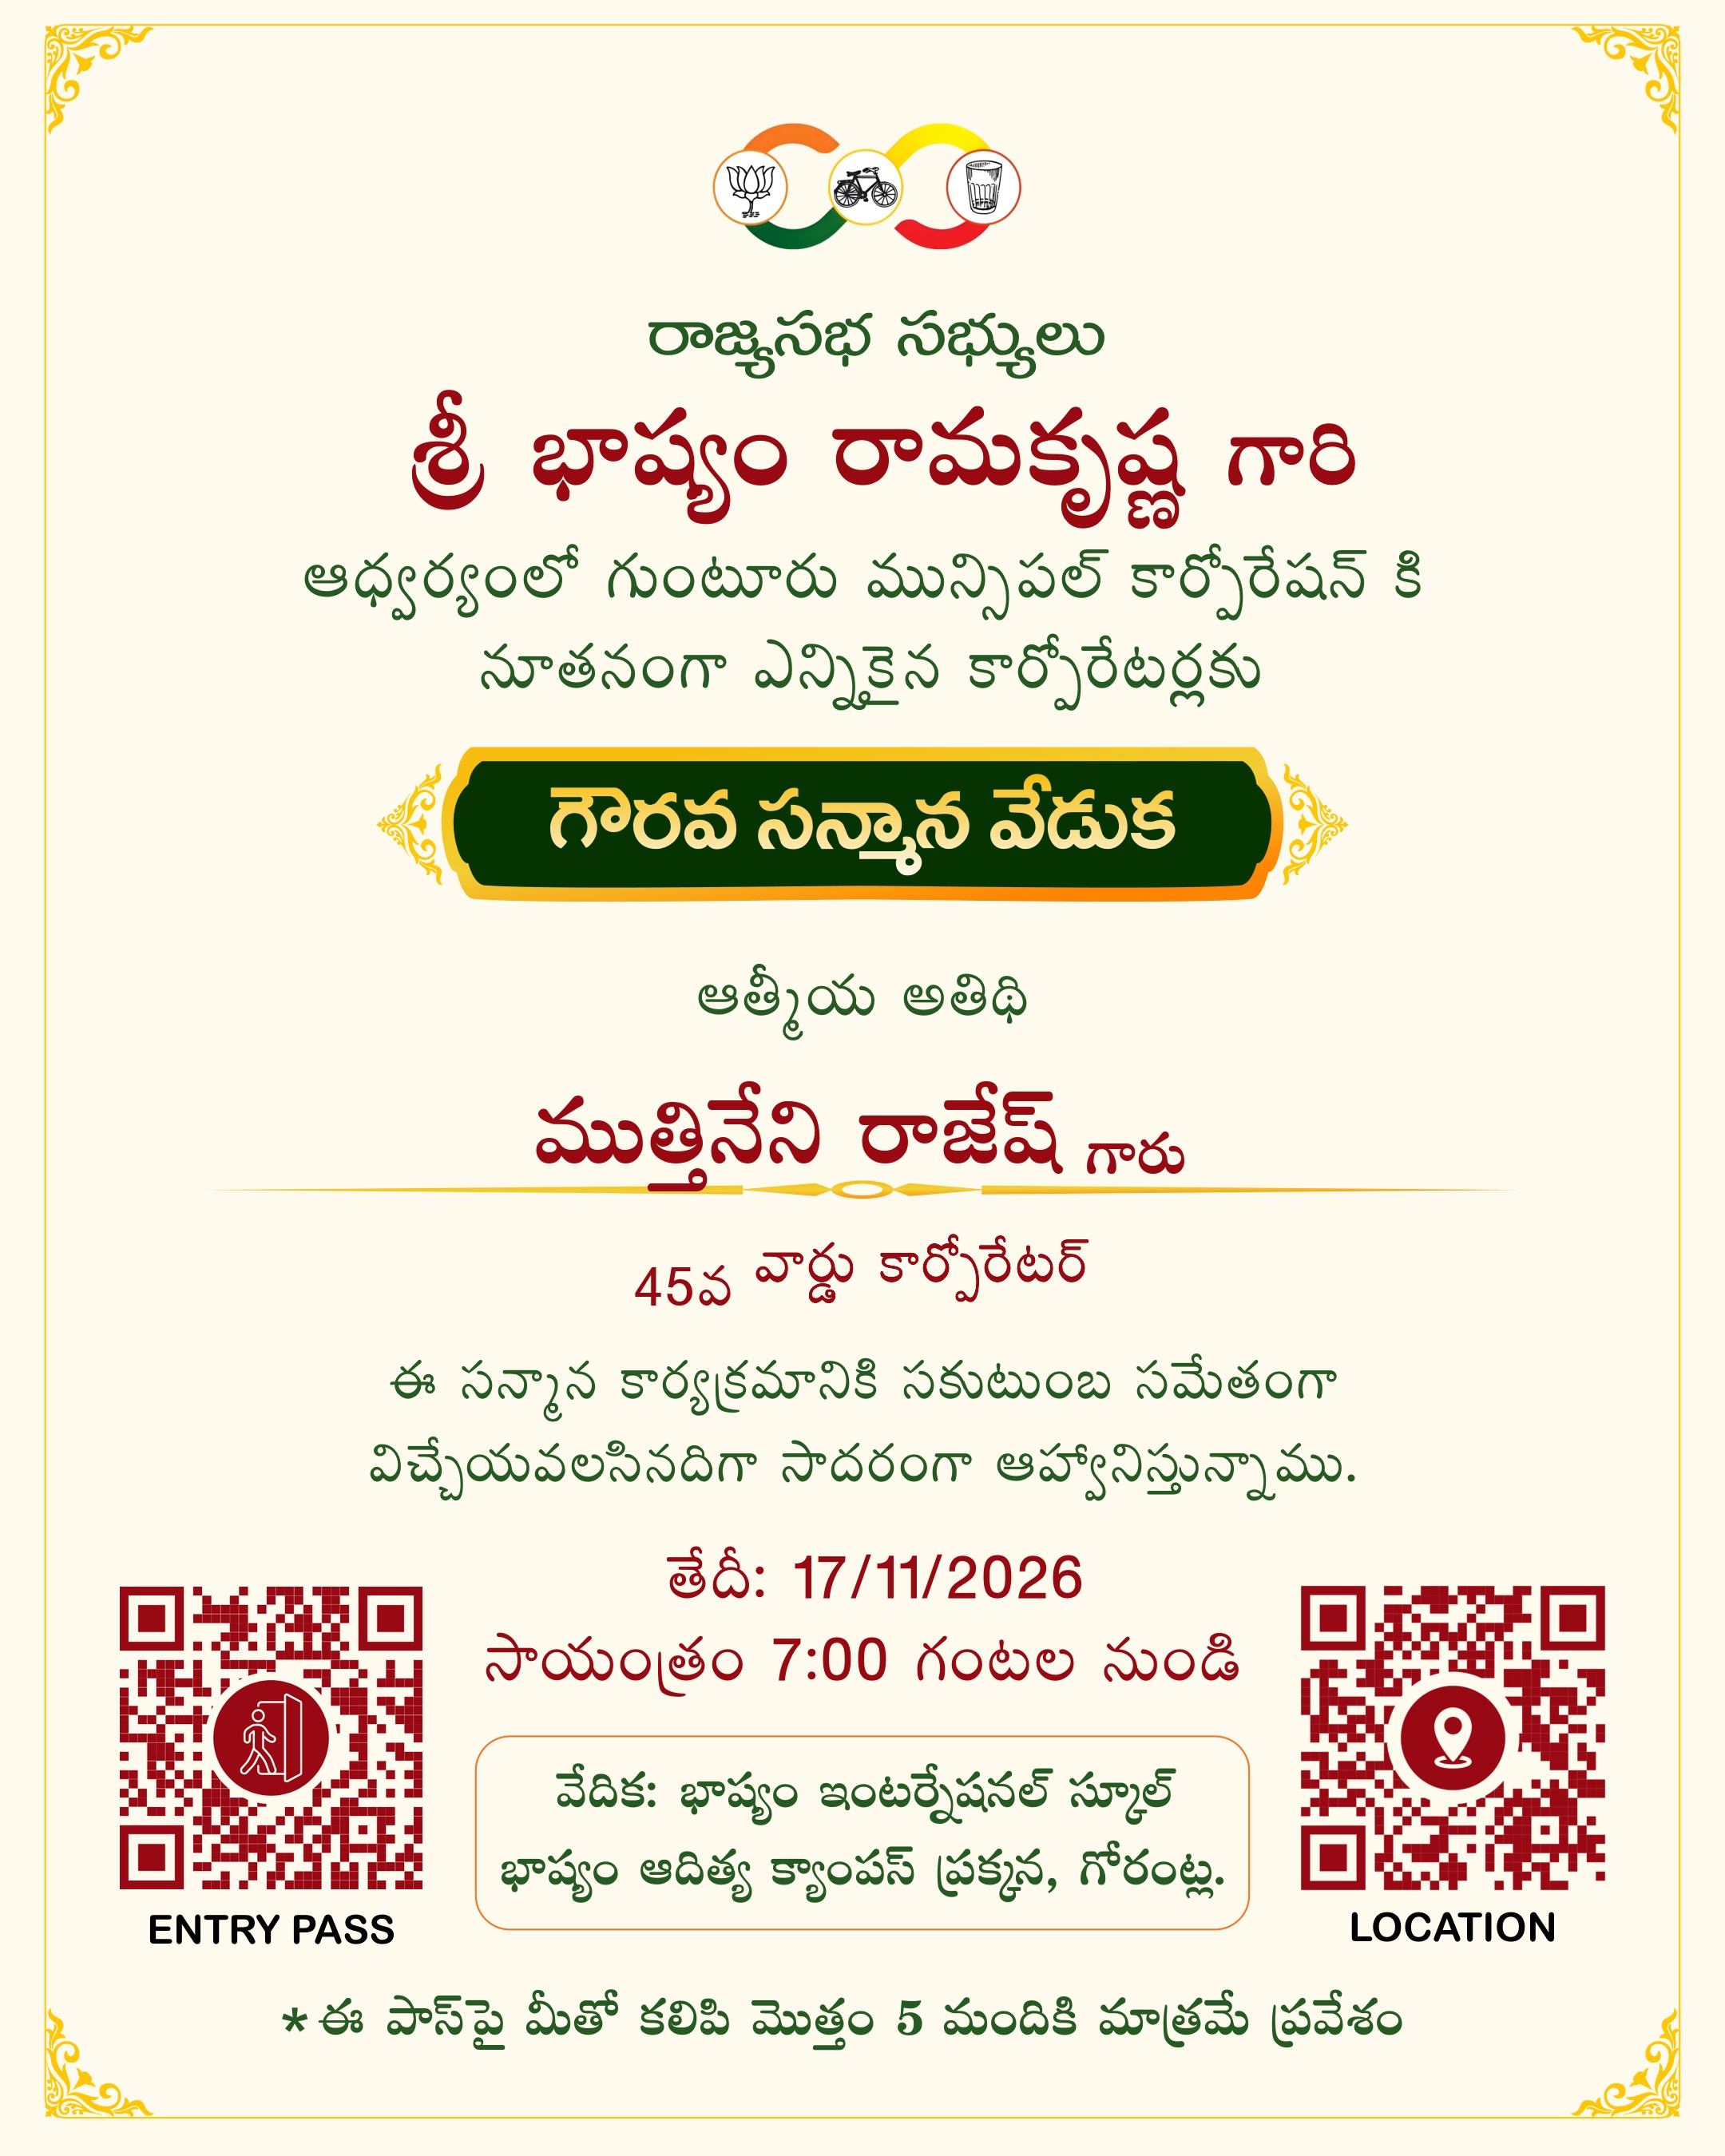 రాజ్యసభ సభ్యులు
శ్రీ భాష్యం రామకృష్ణ గారి
ఆధ్వర్యంలో గుంటూరు మున్సిపల్ కార్పోరేషన్ కి
నూతనంగా ఎన్నికైన కార్పోరేటర్లకు
గౌరవ సన్మాన వేడుక
ఆత్మీయ అతిథి
ముత్తినేని రాజేష్ గారు
45వ వార్డు కార్పోరేటర్
ఈ సన్మాన కార్యక్రమానికి సకుటుంబ సమేతంగా
విచ్చేయవలసినదిగా సాదరంగా ఆహ్వానిస్తున్నాము.
తేదీ: 17/11/2026
సాయంత్రం 7:00 గంటల నుండి
వేదిక: భాష్యం ఇంటర్నేషనల్ స్కూల్
భాష్యం ఆదిత్య క్యాంపస్ ప్రక్కన, గోరంట్ల.
ENTRY PASS
LOCATION
*ఈ పాస్‌పై మీతో కలిపి మొత్తం 5 మందికి మాత్రమే ప్రవేశం